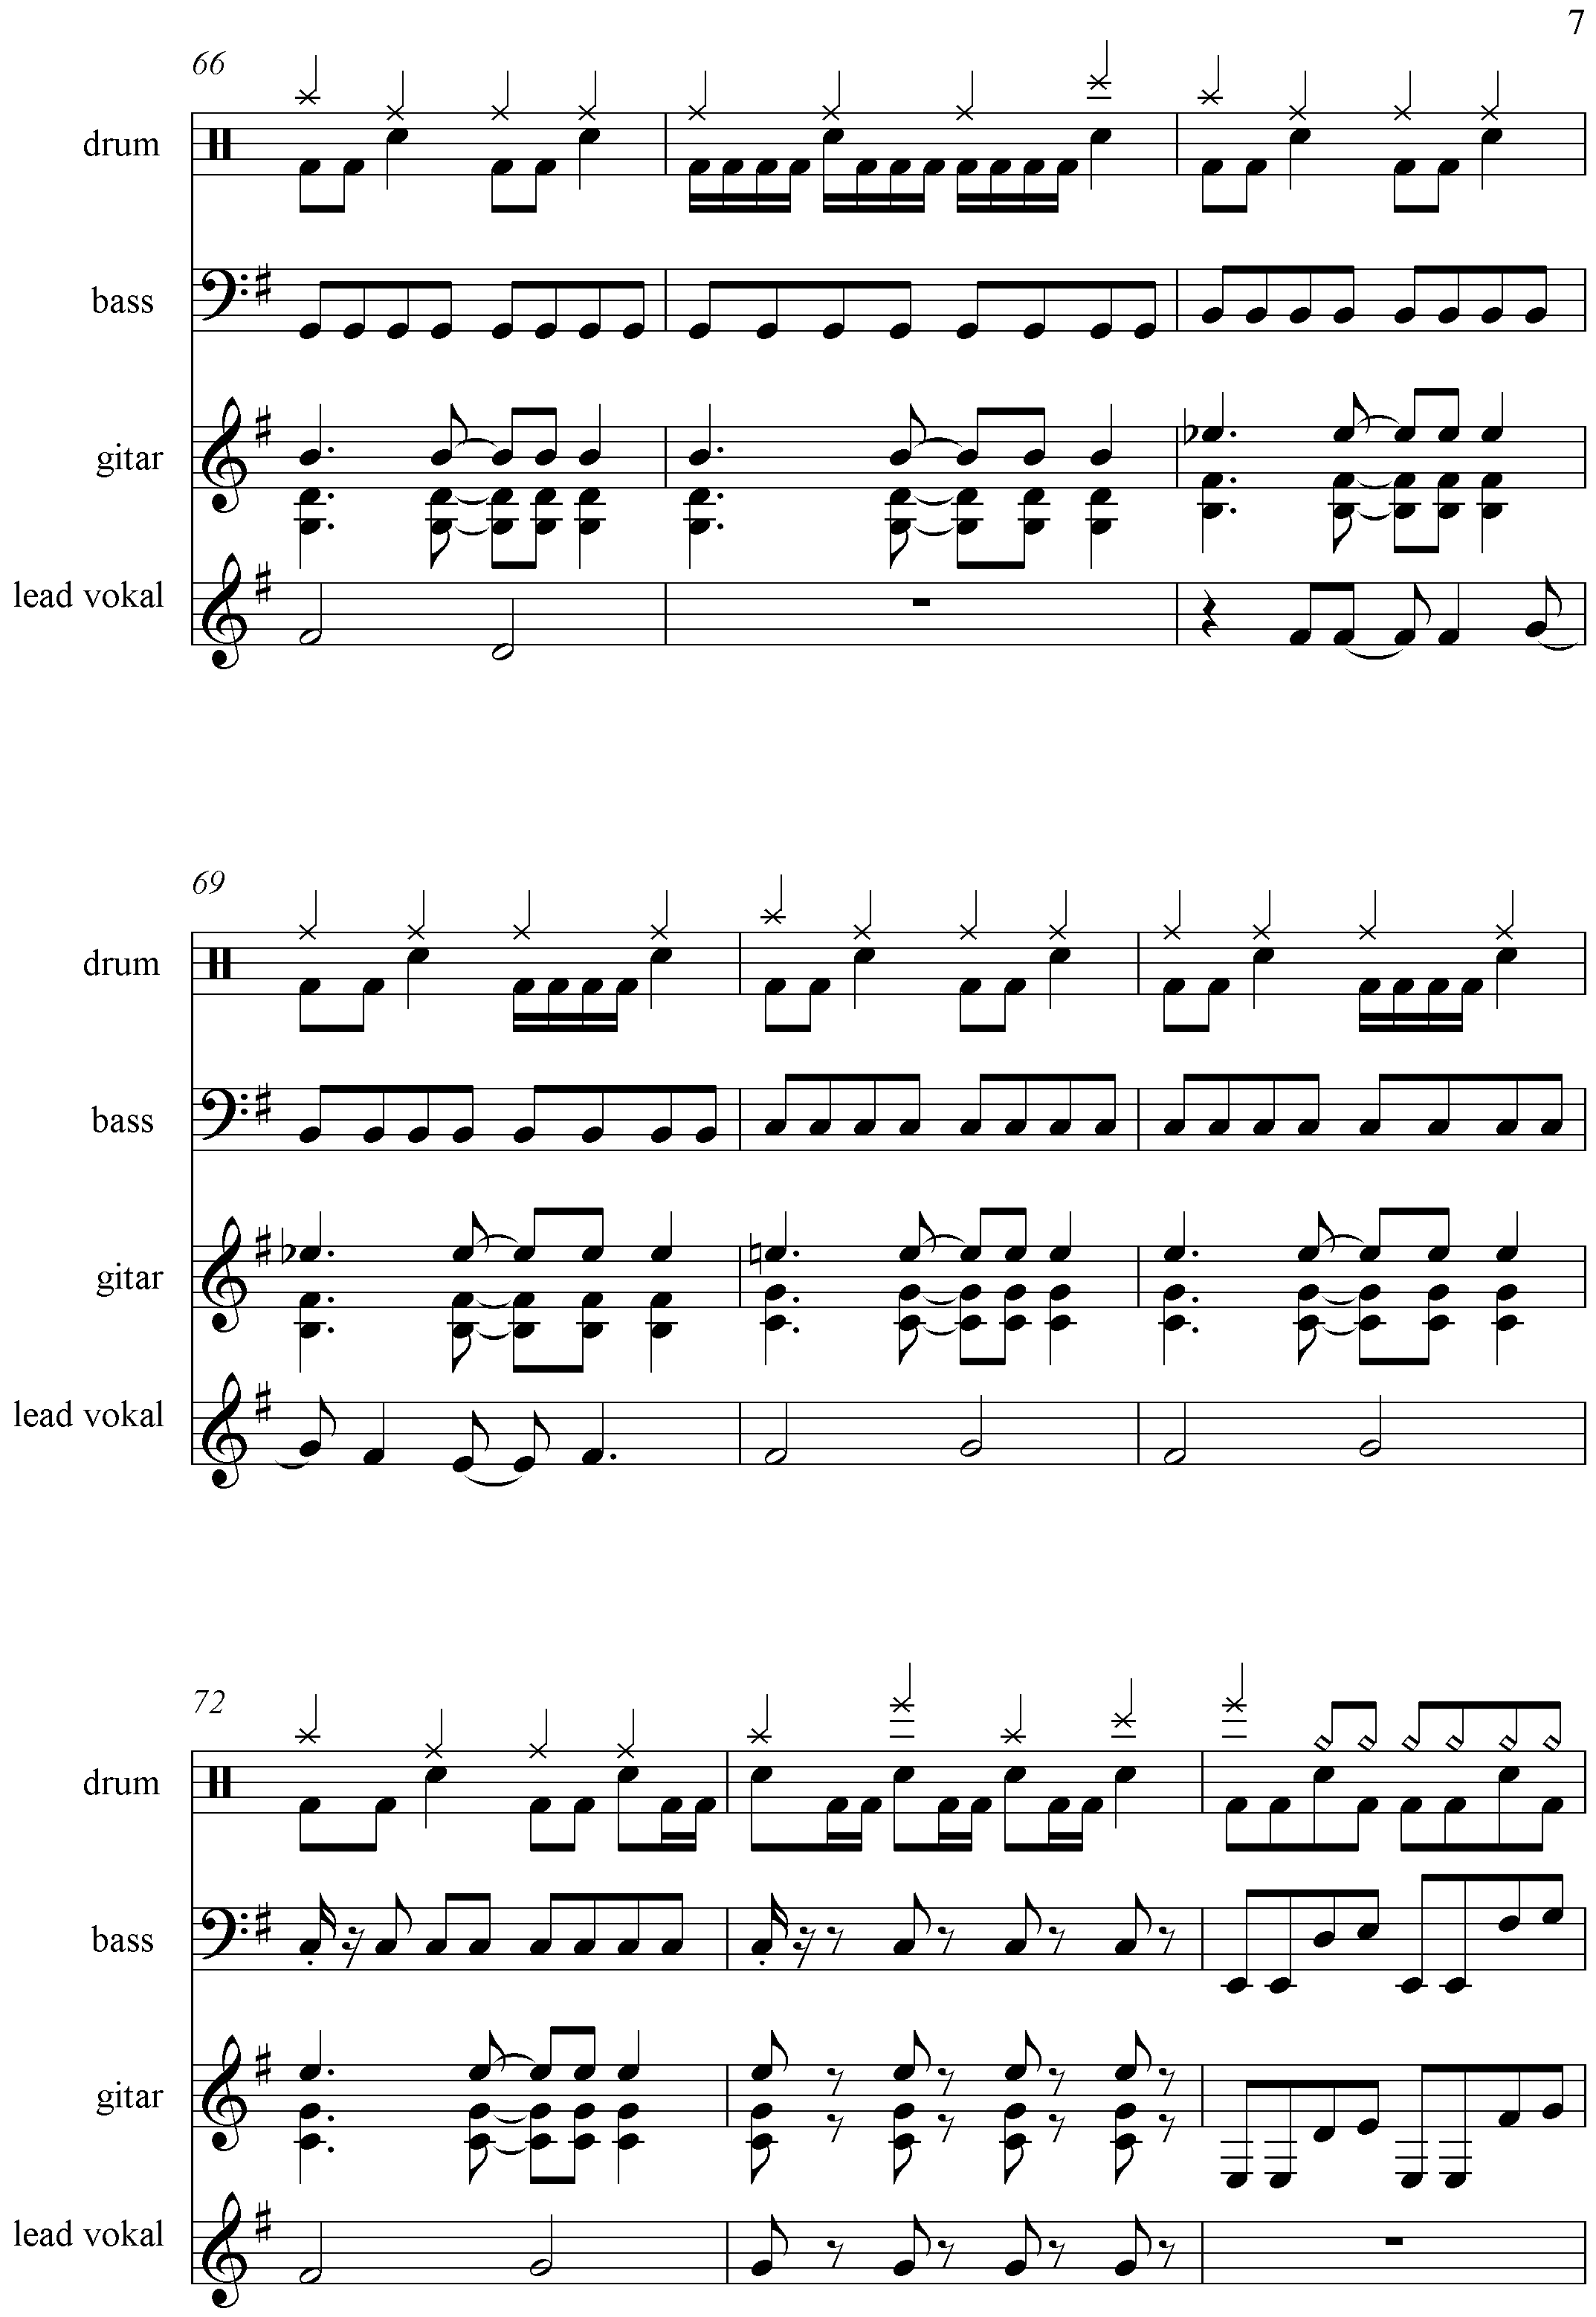 7
66
drum
bass
gitar
lead vokal
69
drum
bass
gitar
lead vokal
72
drum
bass
gitar
lead vokal